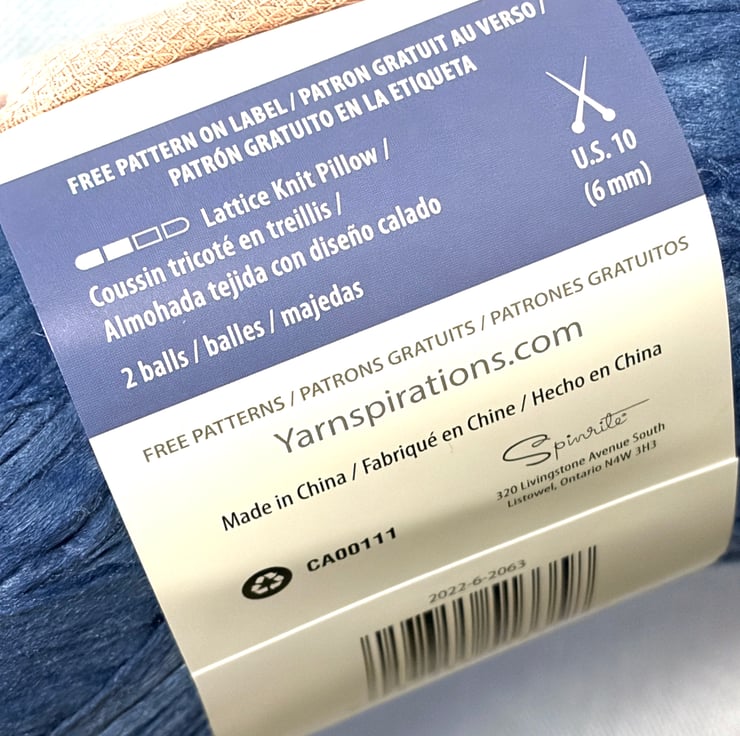 FREE PATTERN ON LABEL / PATRON GRATUIT AU VERSO /
PATRÓN GRATUITO EN LA ETIQUETA
Lattice Knit Pillow /
Coussin tricoté en treillis /
Almohada tejida con diseño calado
2 balls / balles / majedas
U.S. 10
(6 mm)
FREE PATTERNS / PATRONS GRATUITS / PATRONES GRATUITOS
Yarnspirations.com
Made in China / Fabriqué en Chine / Hecho en China
Spinrite
320 Livingstone Avenue South
Listowel, Ontario N4W 3H3
CA00111
2022-6-2063